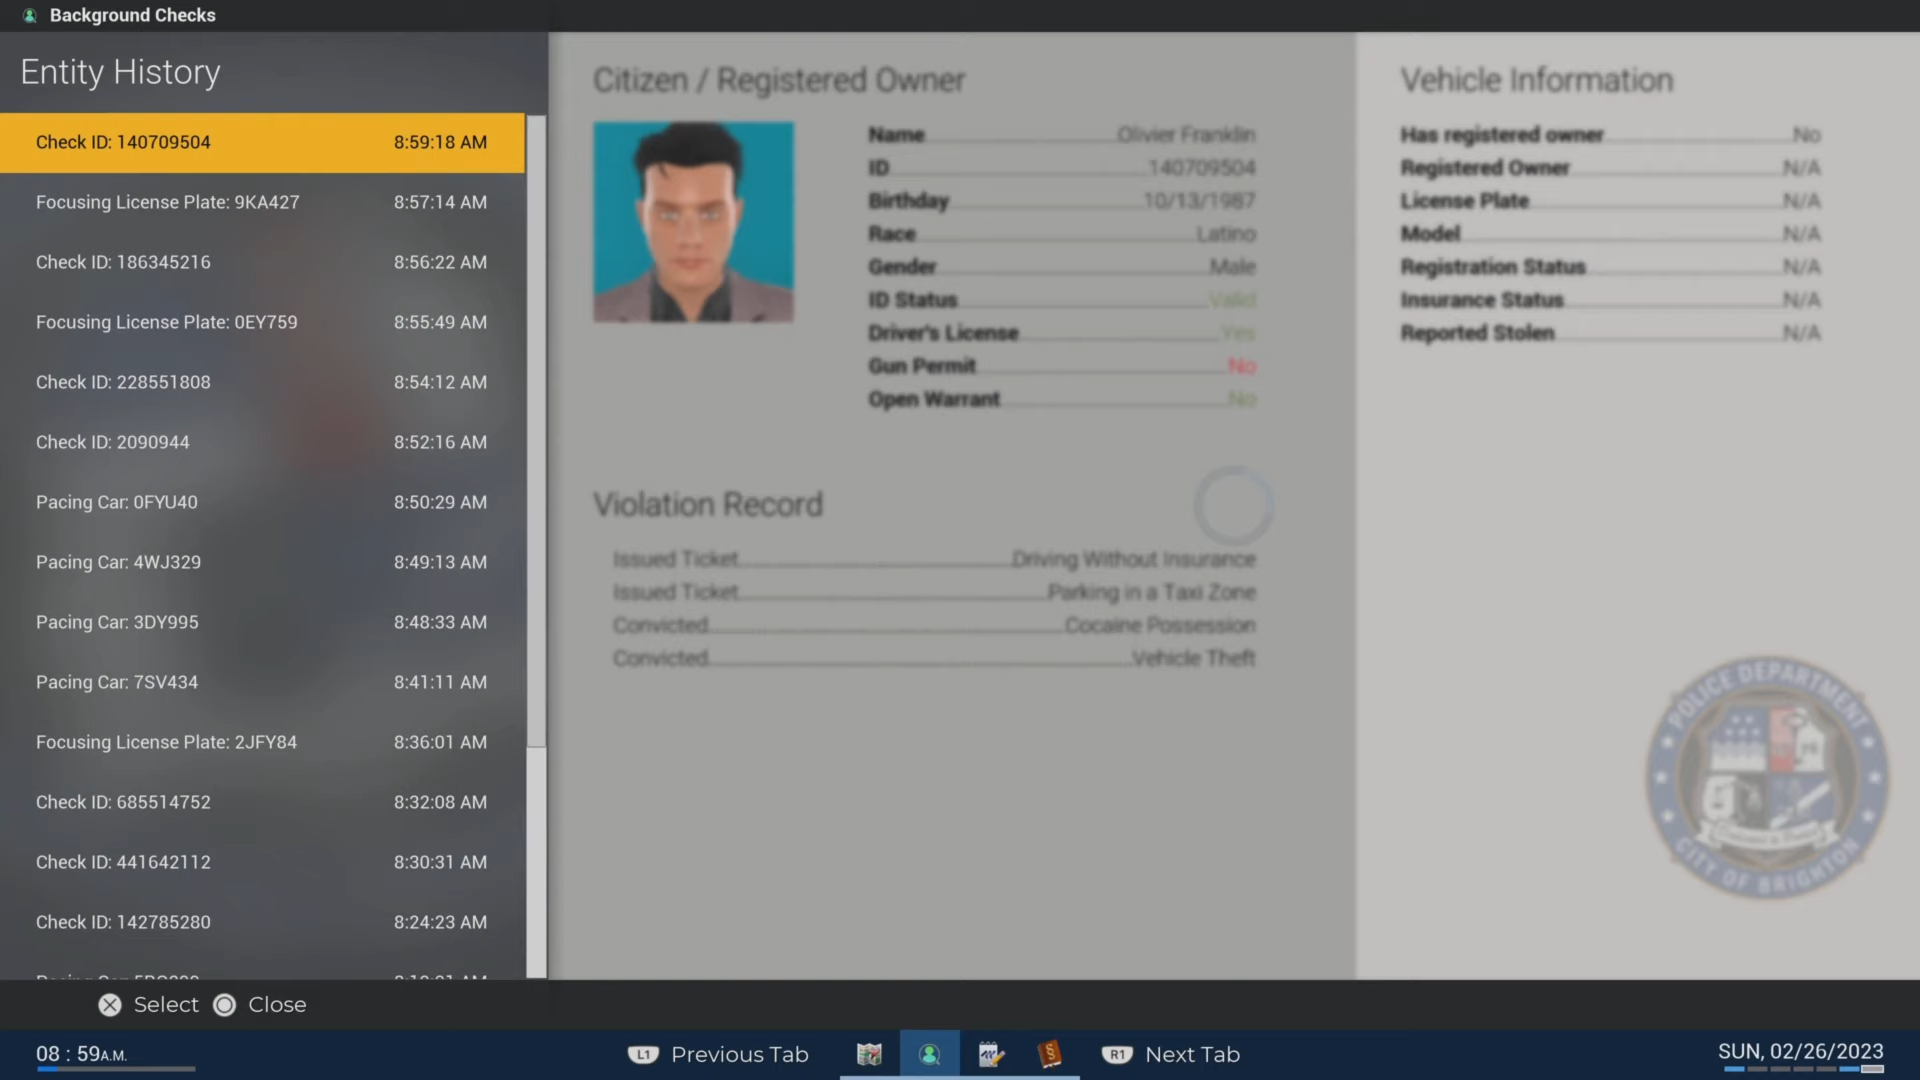 Background Checks
Entity History
Check ID: 140709504 8:59:18 AM
Focusing License Plate: 9KA427 8:57:14 AM
Check ID: 186345216 8:56:22 AM
Focusing License Plate: 0EY759 8:55:49 AM
Check ID: 228551808 8:54:12 AM
Check ID: 2090944 8:52:16 AM
Pacing Car: 0FYU40 8:50:29 AM
Pacing Car: 4WJ329 8:49:13 AM
Pacing Car: 3DY995 8:48:33 AM
Pacing Car: 7SV434 8:41:11 AM
Focusing License Plate: 2JFY84 8:36:01 AM
Check ID: 685514752 8:32:08 AM
Check ID: 441642112 8:30:31 AM
Check ID: 142785280 8:24:23 AM
Pacing Car:
Citizen / Registered Owner
Name Olivier Franklin
ID 140709504
Birthday 10/13/1987
Race Latino
Gender Male
ID Status Valid
Driver's License Yes
Gun Permit No
Open Warrant No
Violation Record
Issued Ticket Driving Without Insurance
Issued Ticket Parking in a Taxi Zone
Convicted Cocaine Possession
Convicted Vehicle Theft
Vehicle Information
Has registered owner No
Registered Owner N/A
License Plate N/A
Model N/A
Registration Status N/A
Insurance Status N/A
Reported Stolen N/A
POLICE DEPARTMENT
CITY OF BRIGHTON
Select Close
08 : 59 A.M.
L1 Previous Tab
R1 Next Tab
SUN, 02/26/2023